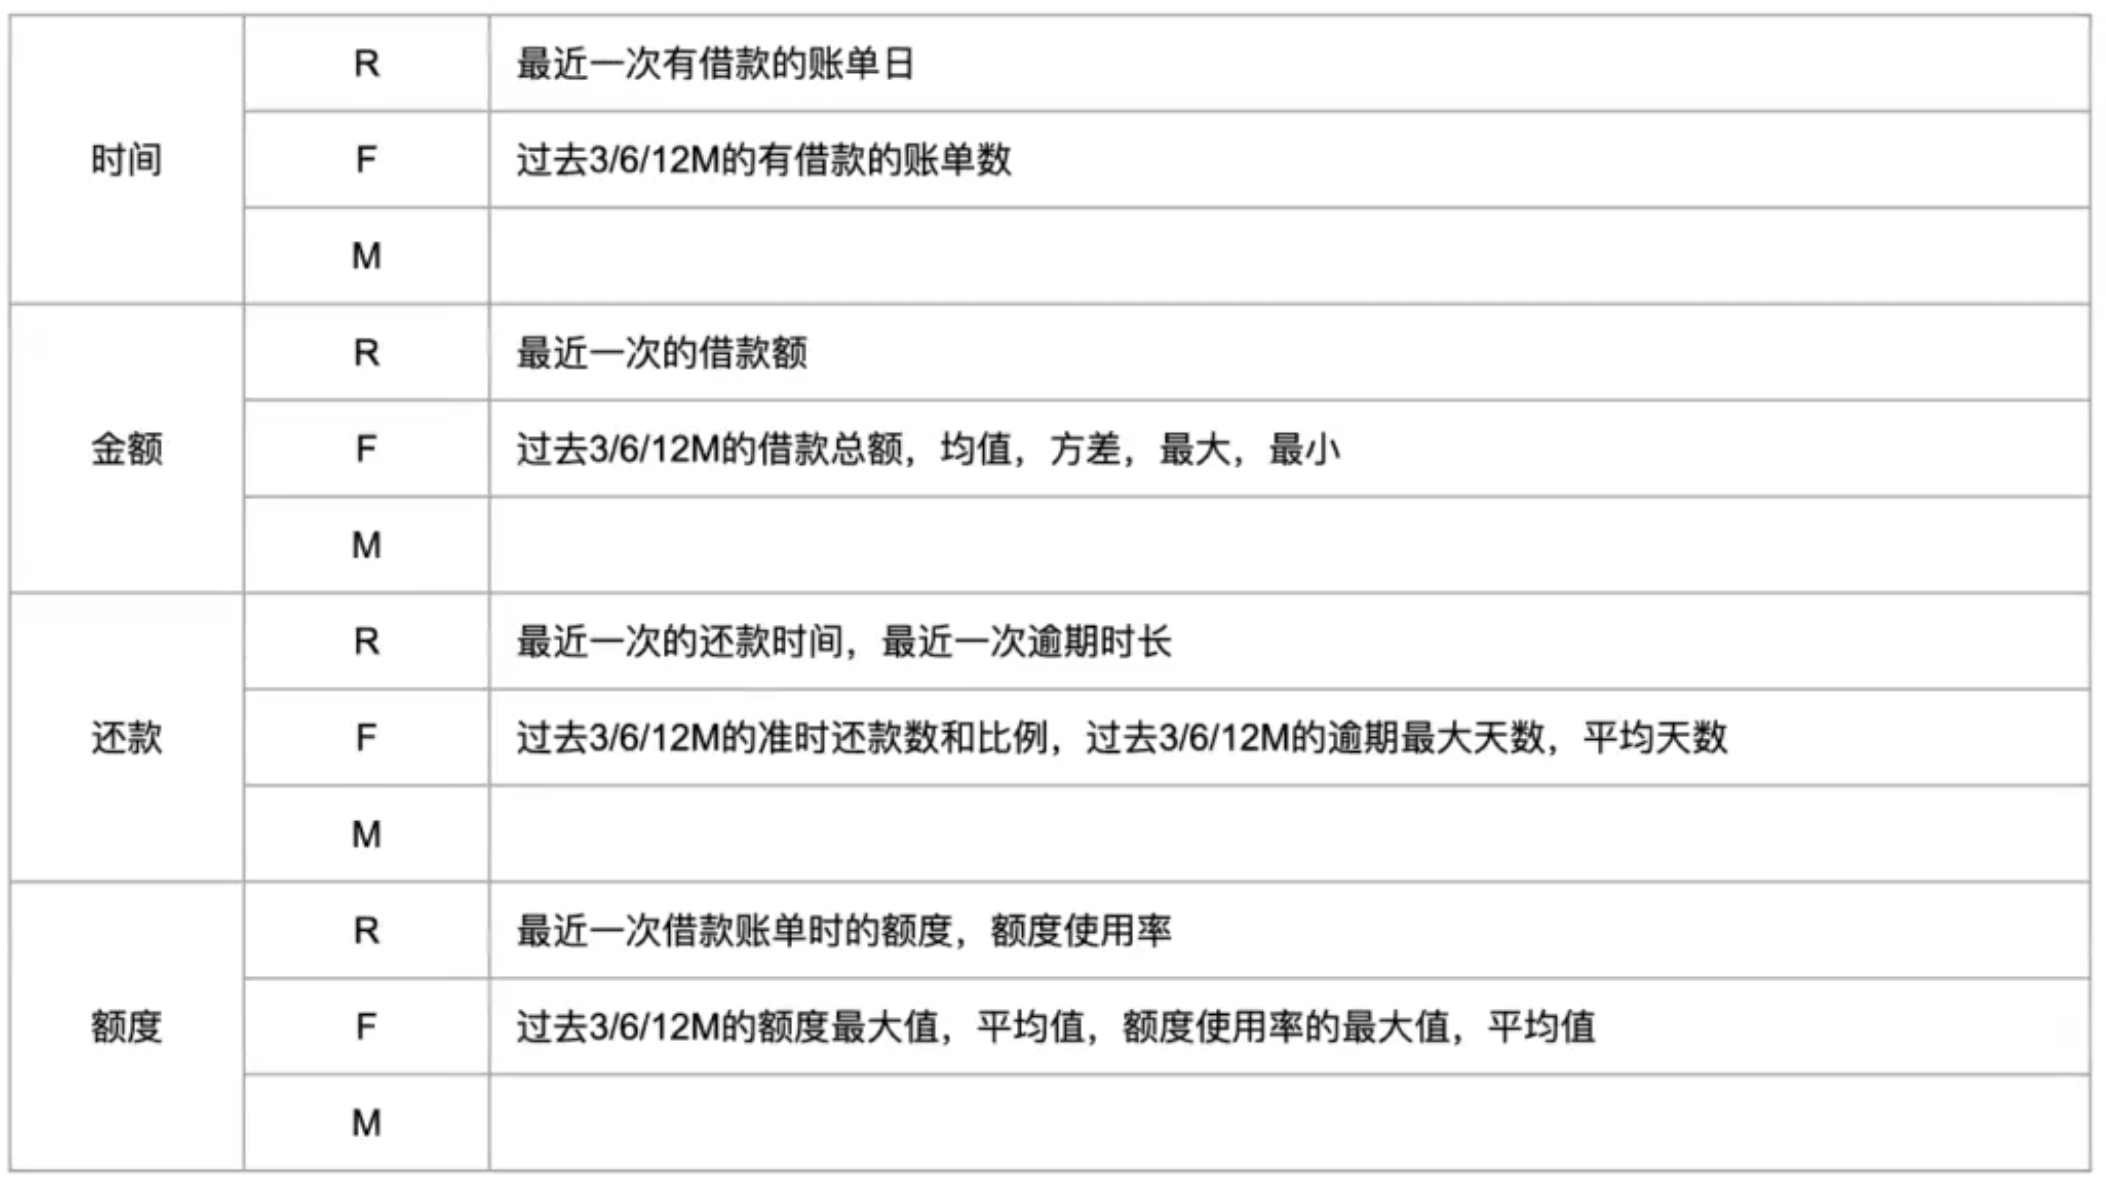 时间
R
最近一次有借款的账单日
F
过去3/6/12M的有借款的账单数
M
金额
R
最近一次的借款额
F
过去3/6/12M的借款总额，均值，方差，最大，最小
M
还款
R
最近一次的还款时间，最近一次逾期时长
F
过去3/6/12M的准时还款数和比例，过去3/6/12M的逾期最大天数，平均天数
M
额度
R
最近一次借款账单时的额度，额度使用率
F
过去3/6/12M的额度最大值，平均值，额度使用率的最大值，平均值
M